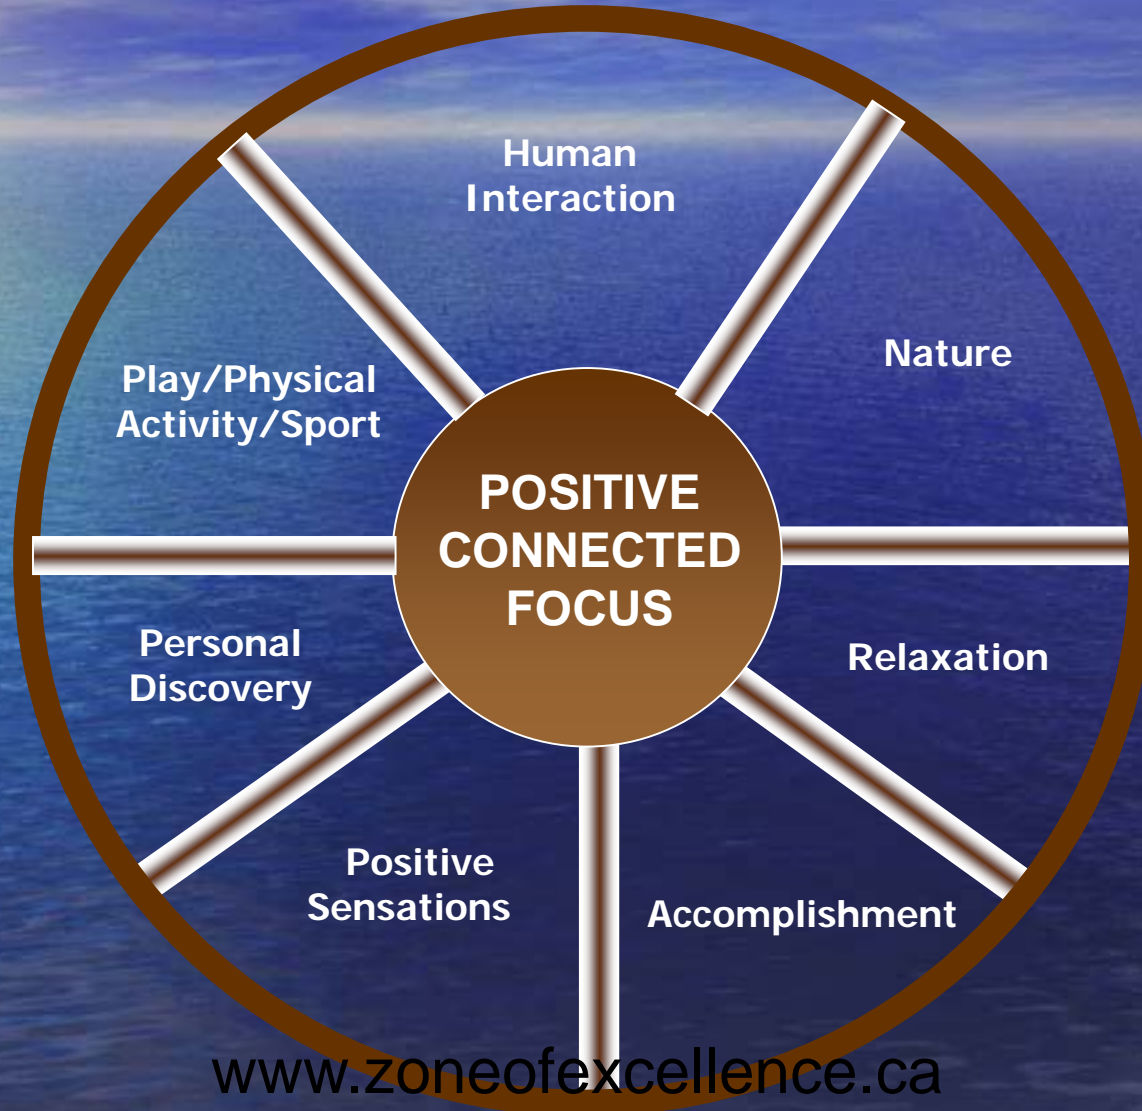 Human
Interaction
Nature
Play/Physical
Activity/Sport
POSITIVE
CONNECTED
FOCUS
Personal
Discovery
Relaxation
Positive
Sensations
Accomplishment
www.zoneofexcellence.ca